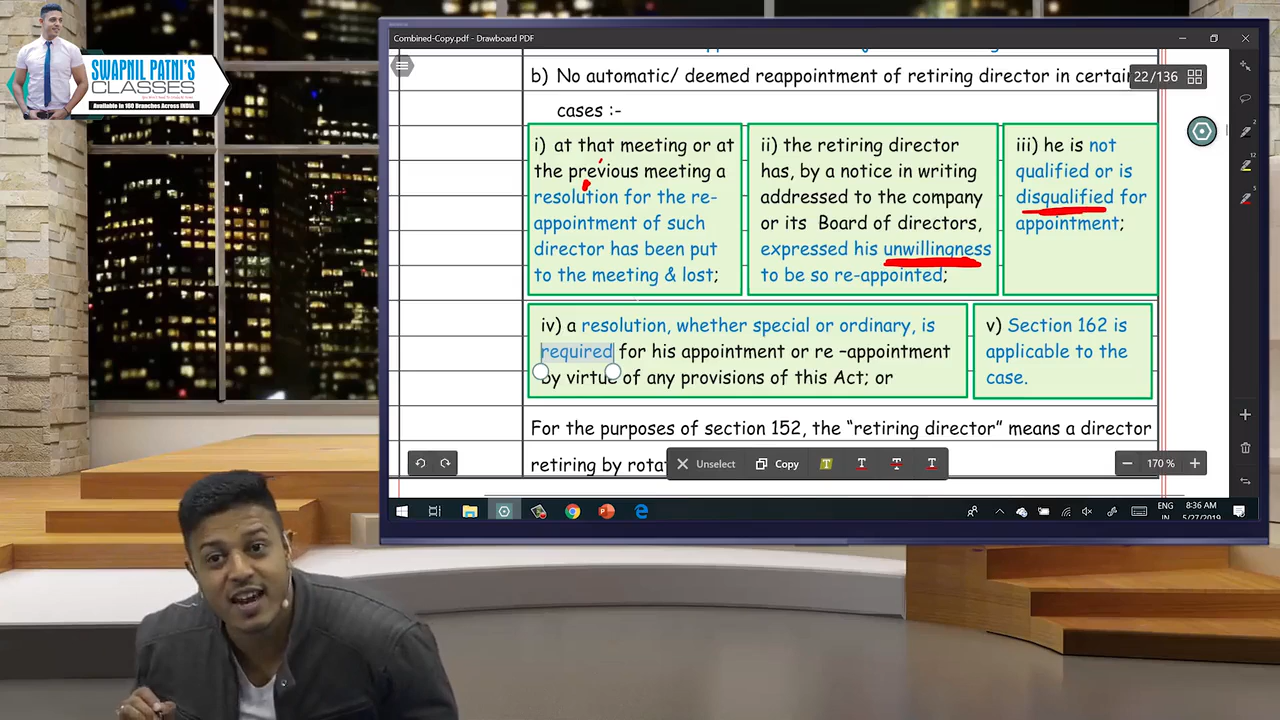 SWAPNIL PATNI'S
CLASSES
Available in 160 Branches Across INDIA
Combined-Copy.pdf - Drawboard PDF
b) No automatic/ deemed reappointment of retiring director in certain
22/136
cases :-
i) at that meeting or at
the previous meeting a
resolution for the re-
appointment of such
director has been put
to the meeting & lost;
ii) the retiring director
has, by a notice in writing
addressed to the company
or its Board of directors,
expressed his unwillingness
to be so re-appointed;
iii) he is not
qualified or is
disqualified for
appointment;
iv) a resolution, whether special or ordinary, is
required for his appointment or re -appointment
by virtue of any provisions of this Act; or
v) Section 162 is
applicable to the
case.
For the purposes of section 152, the "retiring director" means a director
retiring by rota
Unselect
Copy
170 %
ENG
IN
8:36 AM
5/27/2019